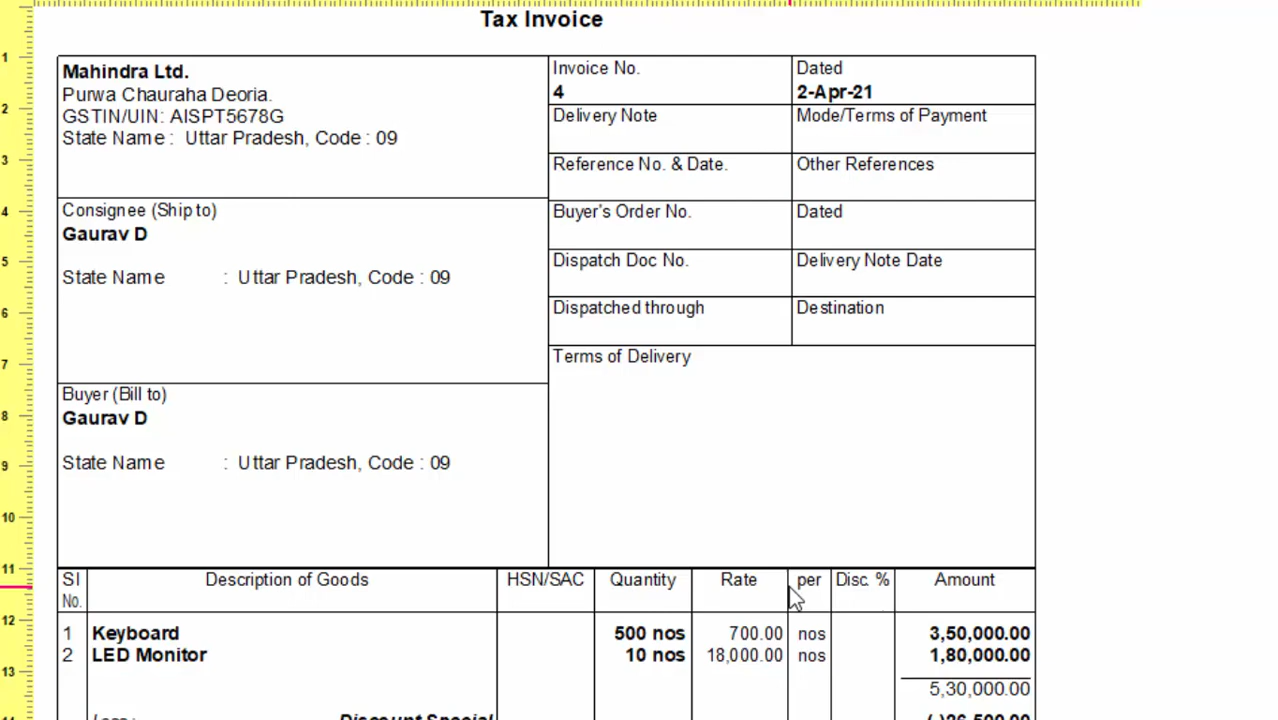 Tax Invoice
Mahindra Ltd.
Purwa Chauraha Deoria.
GSTIN/UIN: AISPT5678G
State Name : Uttar Pradesh, Code : 09
Invoice No.
4
Dated
2-Apr-21
Delivery Note
Mode/Terms of Payment
Reference No. & Date.
Other References
Buyer's Order No.
Dated
Dispatch Doc No.
Delivery Note Date
Dispatched through
Destination
Terms of Delivery
Consignee (Ship to)
Gaurav D
State Name : Uttar Pradesh, Code : 09
Buyer (Bill to)
Gaurav D
State Name : Uttar Pradesh, Code : 09
Sl No. Description of Goods HSN/SAC Quantity Rate per Disc. % Amount
1 Keyboard 500 nos 700.00 nos 3,50,000.00
2 LED Monitor 10 nos 18,000.00 nos 1,80,000.00
5,30,000.00
Less : Discount Special (-)26,500.00
1
2
3
4
5
6
7
8
9
10
11
12
13